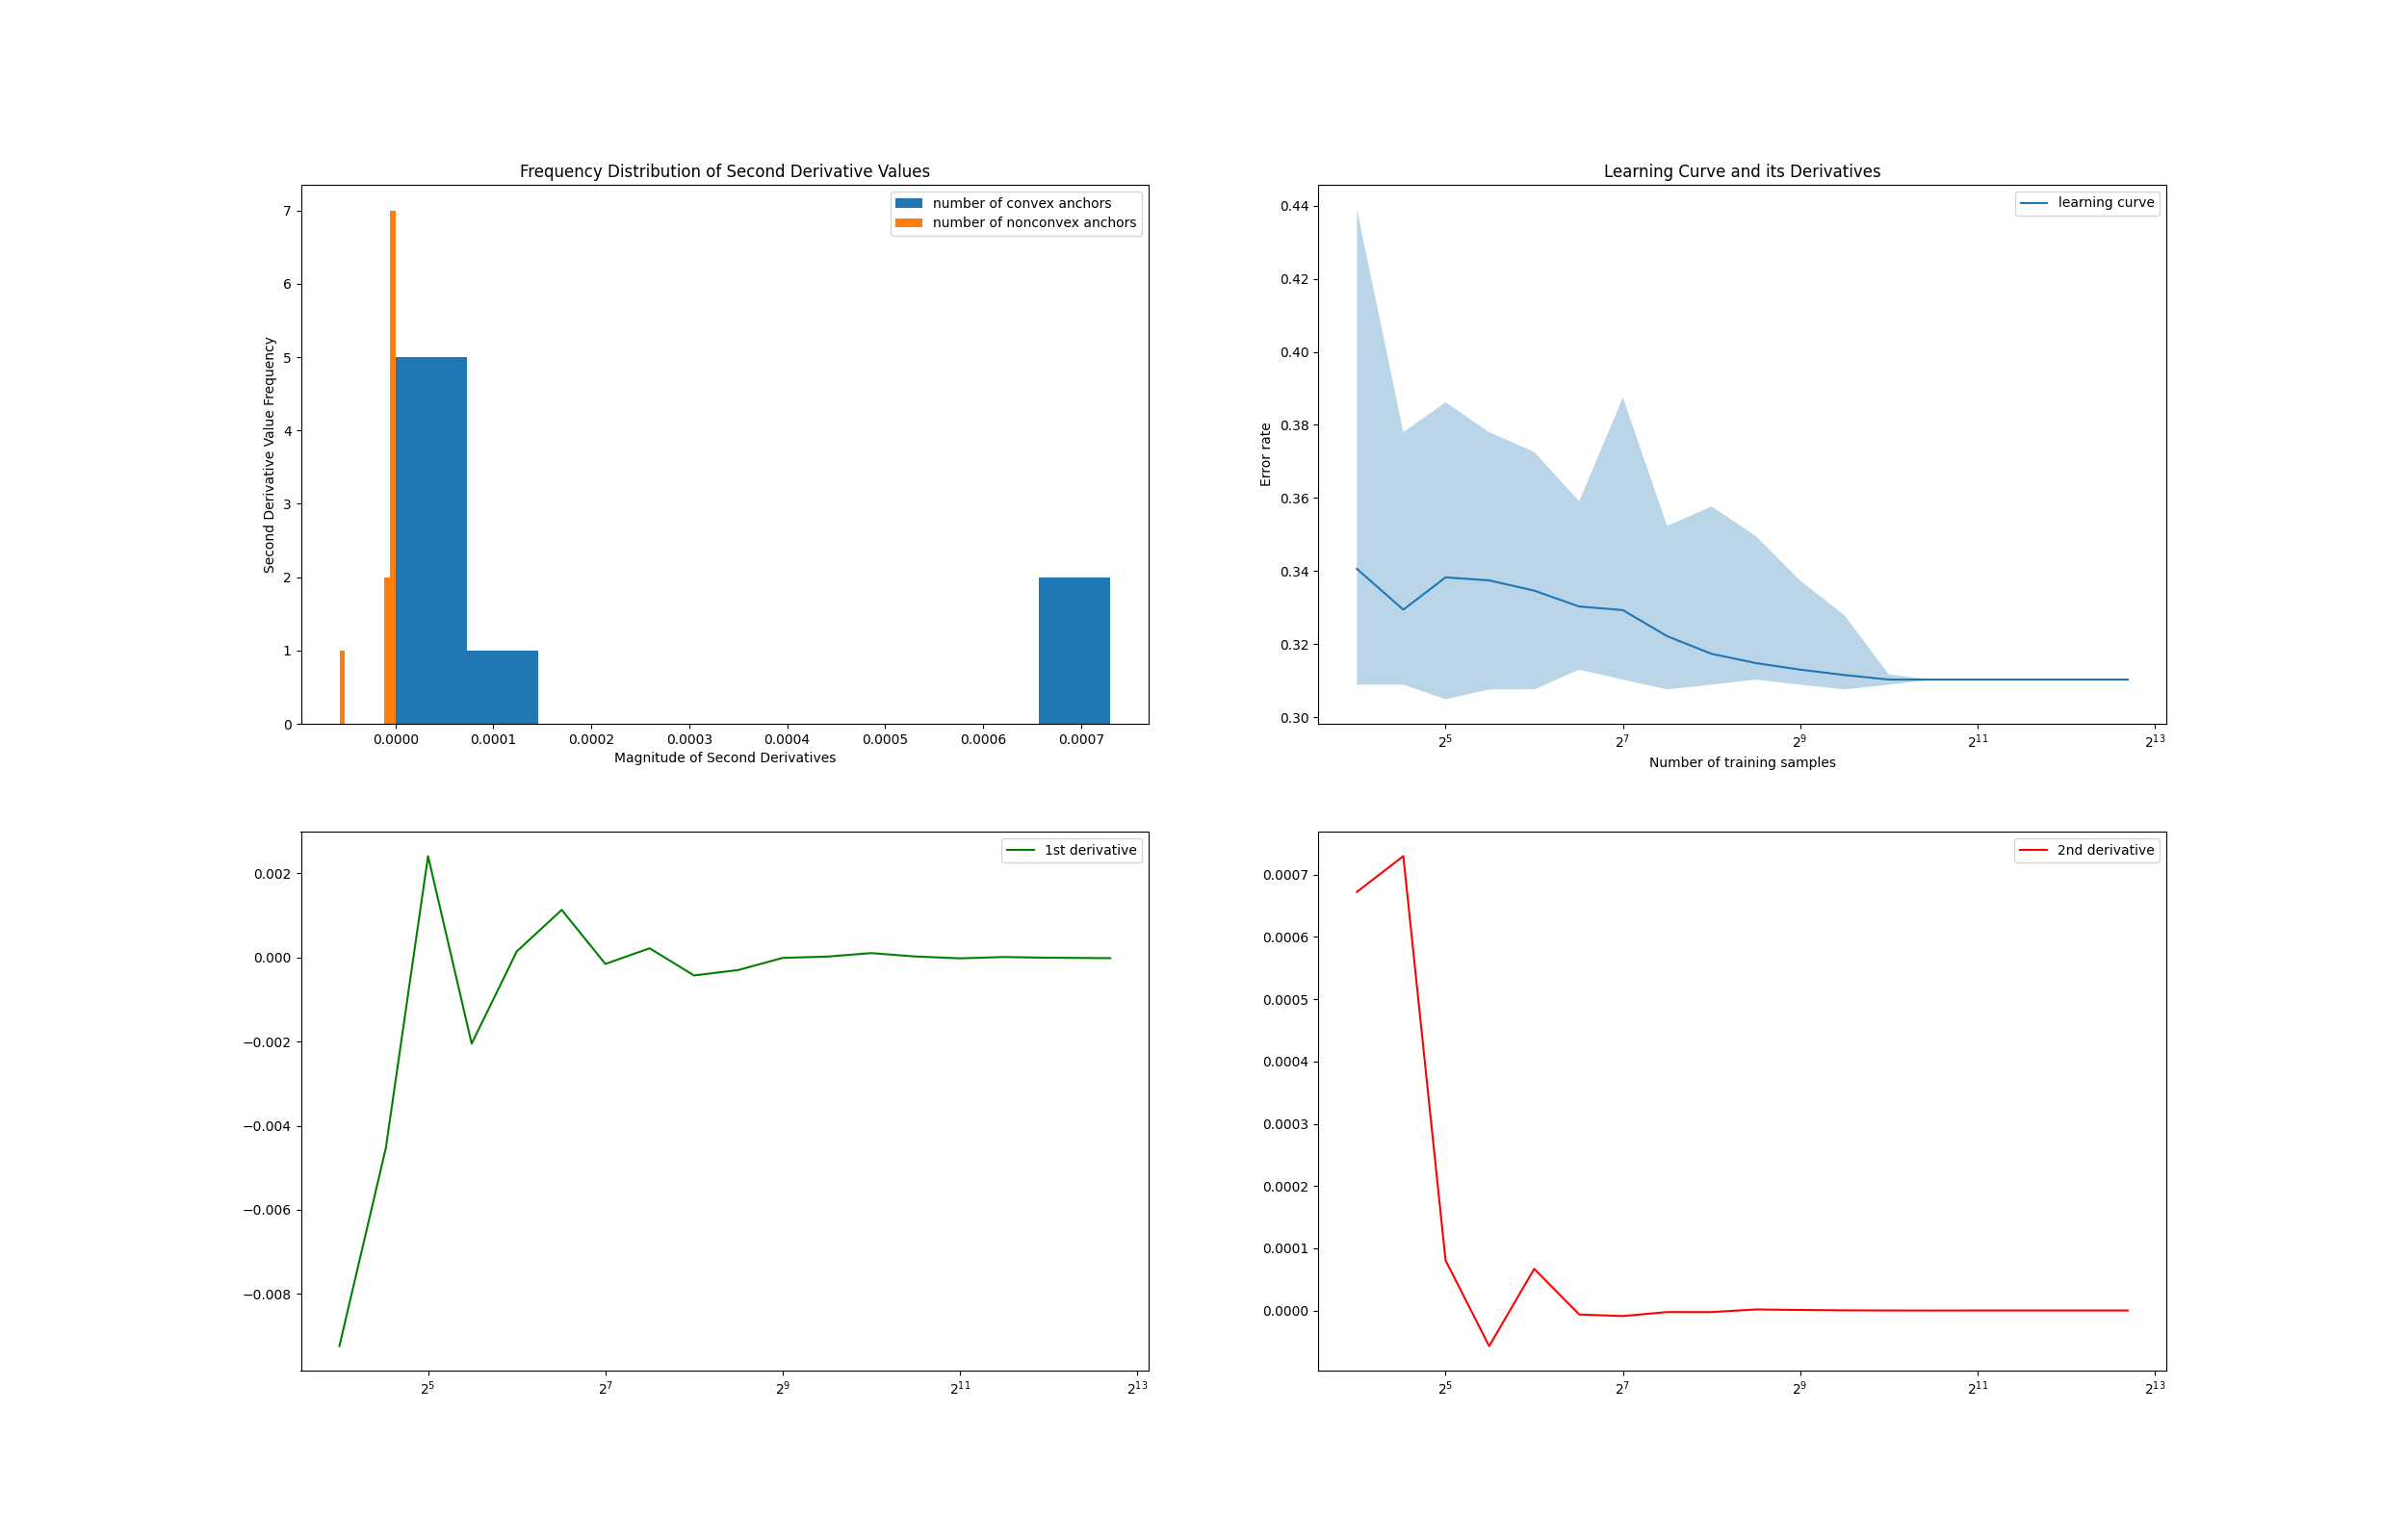 Frequency Distribution of Second Derivative Values
number of convex anchors
number of nonconvex anchors
7
6
5
4
3
2
1
0
Second Derivative Value Frequency
0.0000 0.0001 0.0002 0.0003 0.0004 0.0005 0.0006 0.0007
Magnitude of Second Derivatives
Learning Curve and its Derivatives
learning curve
0.44
0.42
0.40
0.38
0.36
0.34
0.32
0.30
Error rate
2^5 2^7 2^9 2^11 2^13
Number of training samples
1st derivative
0.002
0.000
−0.002
−0.004
−0.006
−0.008
2^5 2^7 2^9 2^11 2^13
2nd derivative
0.0007
0.0006
0.0005
0.0004
0.0003
0.0002
0.0001
0.0000
2^5 2^7 2^9 2^11 2^13